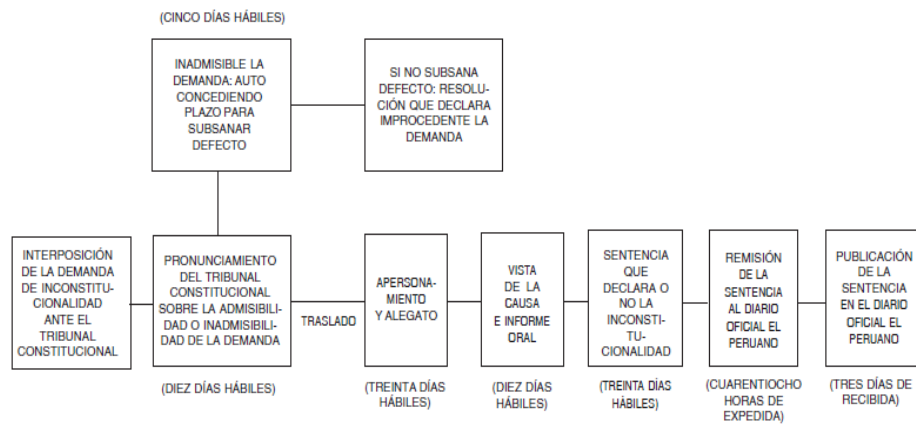 (CINCO DÍAS HÁBILES)
INADMISIBLE LA
DEMANDA: AUTO
CONCEDIENDO
PLAZO PARA
SUBSANAR
DEFECTO
SI NO SUBSANA
DEFECTO: RESOLU-
CIÓN QUE DECLARA
IMPROCEDENTE LA
DEMANDA
INTERPOSICIÓN
DE LA DEMANDA
DE INCONSTITU-
CIONALIDAD
ANTE EL
TRIBUNAL
CONSTITUCIONAL
PRONUNCIAMIENTO
DEL TRIBUNAL
CONSTITUCIONAL
SOBRE LA ADMISIBILI-
DAD O INADMISIBILI-
DAD DE LA DEMANDA
(DIEZ DÍAS HÁBILES)
TRASLADO
APERSONA-
MIENTO
Y ALEGATO
(TREINTA DÍAS
HÁBILES)
VISTA
DE LA
CAUSA
E INFORME
ORAL
(DIEZ DÍAS
HÁBILES)
SENTENCIA
QUE
DECLARA O
NO LA
INCONSTI-
TU-
CIONALIDAD
(TREINTA DÍAS
HÁBILES)
REMISIÓN
DE LA
SENTENCIA
AL DIARIO
OFICIAL EL
PERUANO
(CUARENTIOCHO
HORAS DE
EXPEDIDA)
PUBLICACIÓN
DE LA
SENTENCIA
EN EL DIARIO
OFICIAL EL
PERUANO
(TRES DÍAS DE
RECIBIDA)